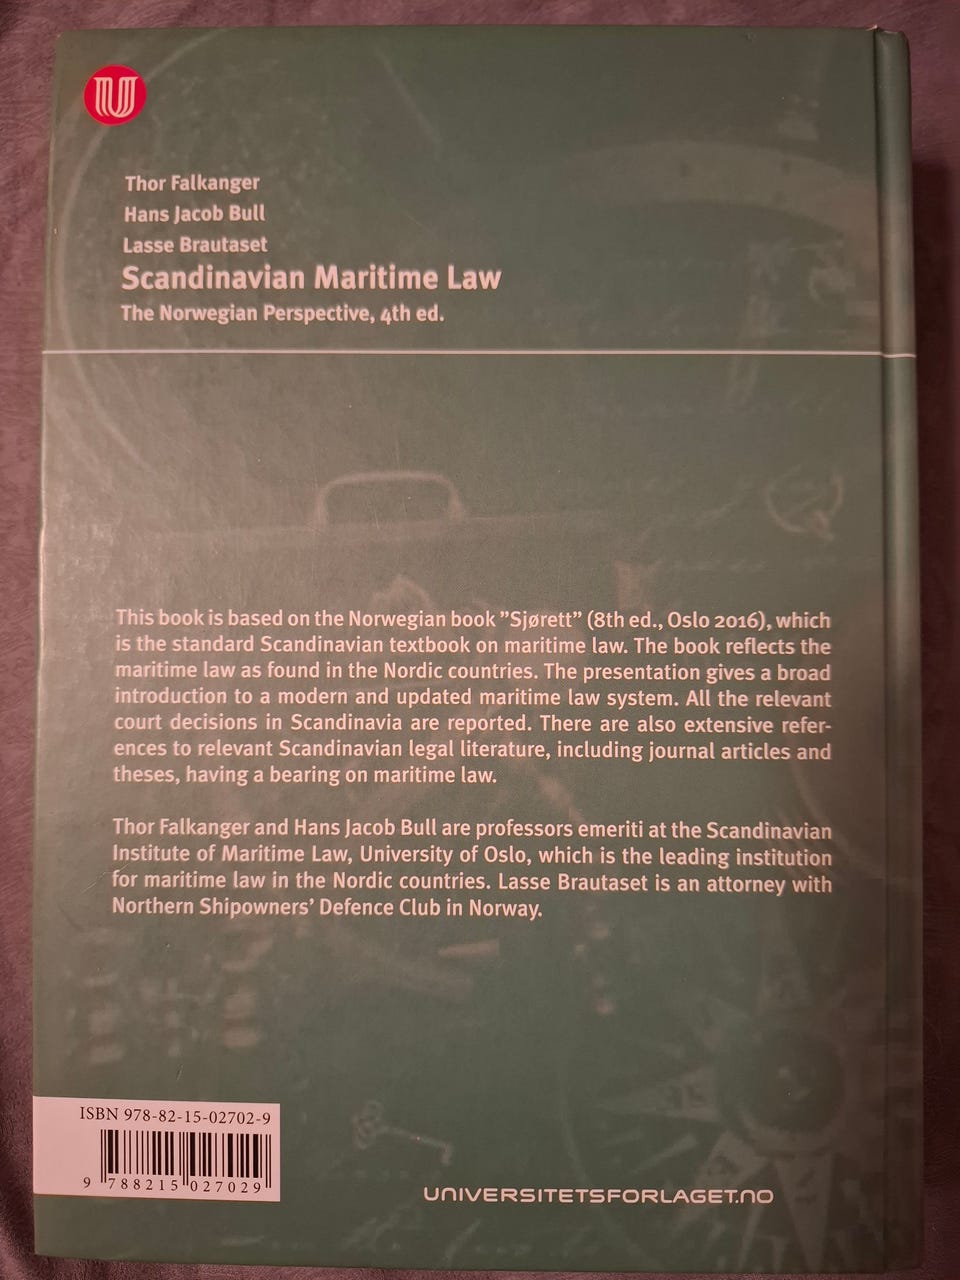 U
Thor Falkanger
Hans Jacob Bull
Lasse Brautaset
Scandinavian Maritime Law
The Norwegian Perspective, 4th ed.
This book is based on the Norwegian book ”Sjørett” (8th ed., Oslo 2016), which
is the standard Scandinavian textbook on maritime law. The book reflects the
maritime law as found in the Nordic countries. The presentation gives a broad
introduction to a modern and updated maritime law system. All the relevant
court decisions in Scandinavia are reported. There are also extensive refer-
ences to relevant Scandinavian legal literature, including journal articles and
theses, having a bearing on maritime law.
Thor Falkanger and Hans Jacob Bull are professors emeriti at the Scandinavian
Institute of Maritime Law, University of Oslo, which is the leading institution
for maritime law in the Nordic countries. Lasse Brautaset is an attorney with
Northern Shipowners’ Defence Club in Norway.
ISBN 978-82-15-02702-9
9 788215 027029
UNIVERSITETSFORLAGET.NO